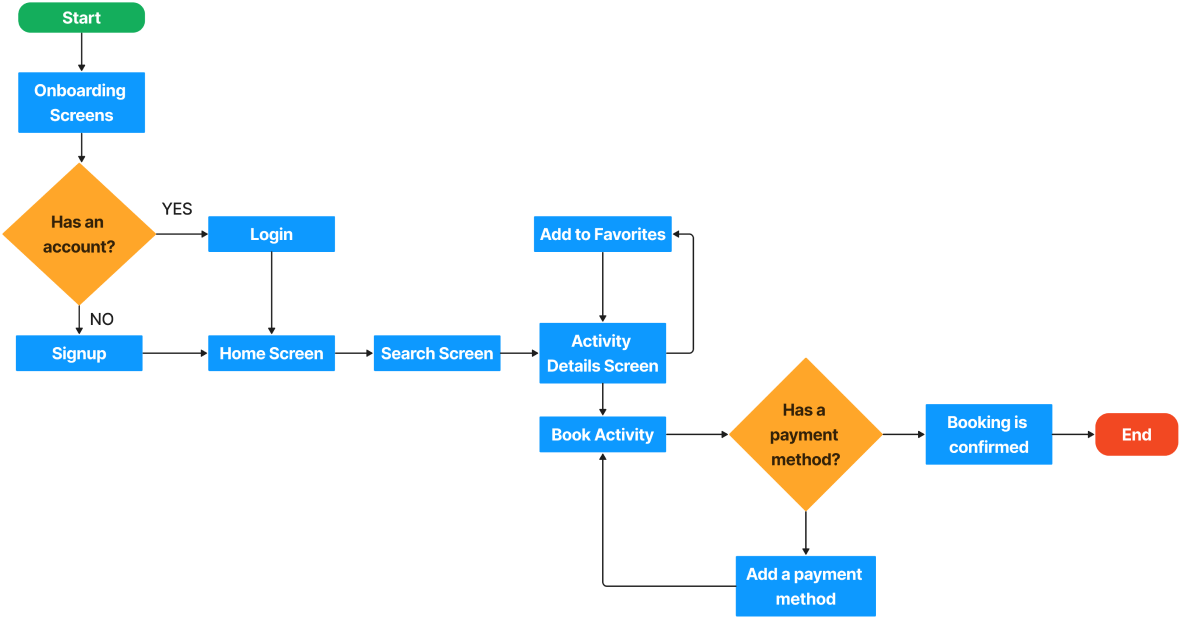 Start
Onboarding
Screens
Has an
account?
YES
Login
NO
Signup
Home Screen
Search Screen
Add to Favorites
Activity
Details Screen
Book Activity
Has a
payment
method?
Booking is
confirmed
End
Add a payment
method